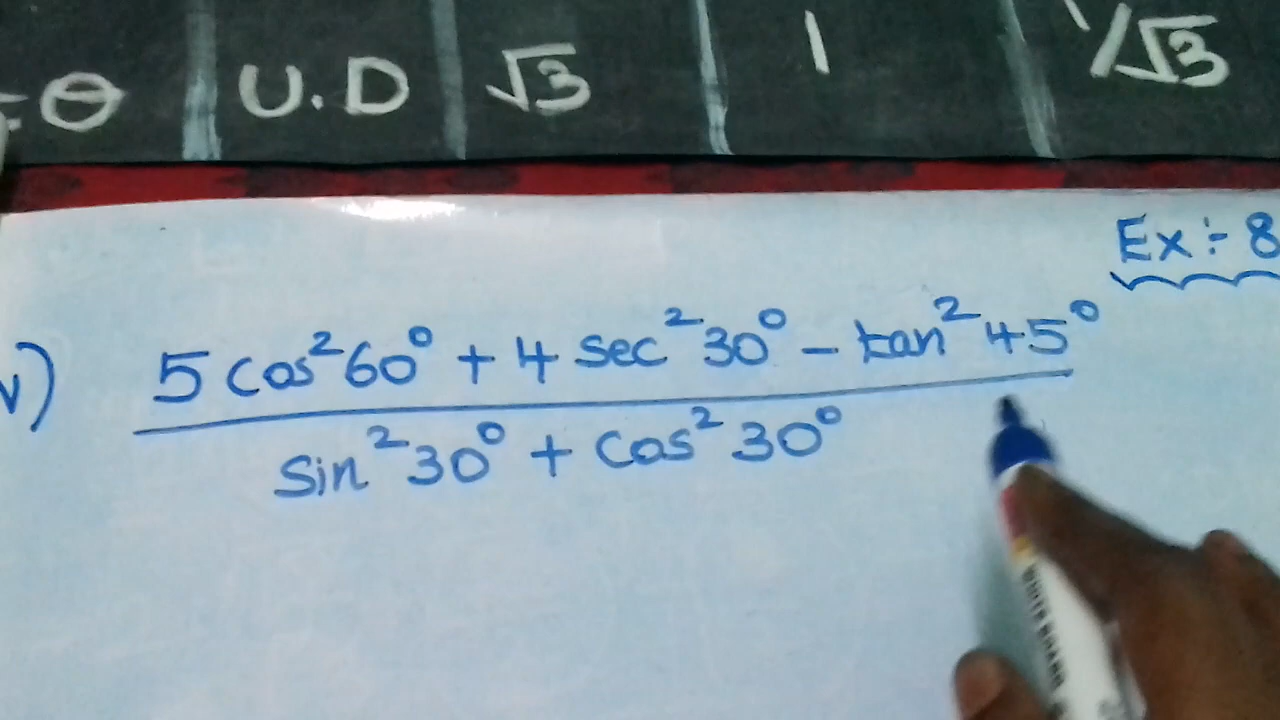 θ U.D √3 1 1/√3
Ex:- 8
v) 5 cos²60° + 4 sec²30° - tan²45°
sin²30° + cos²30°